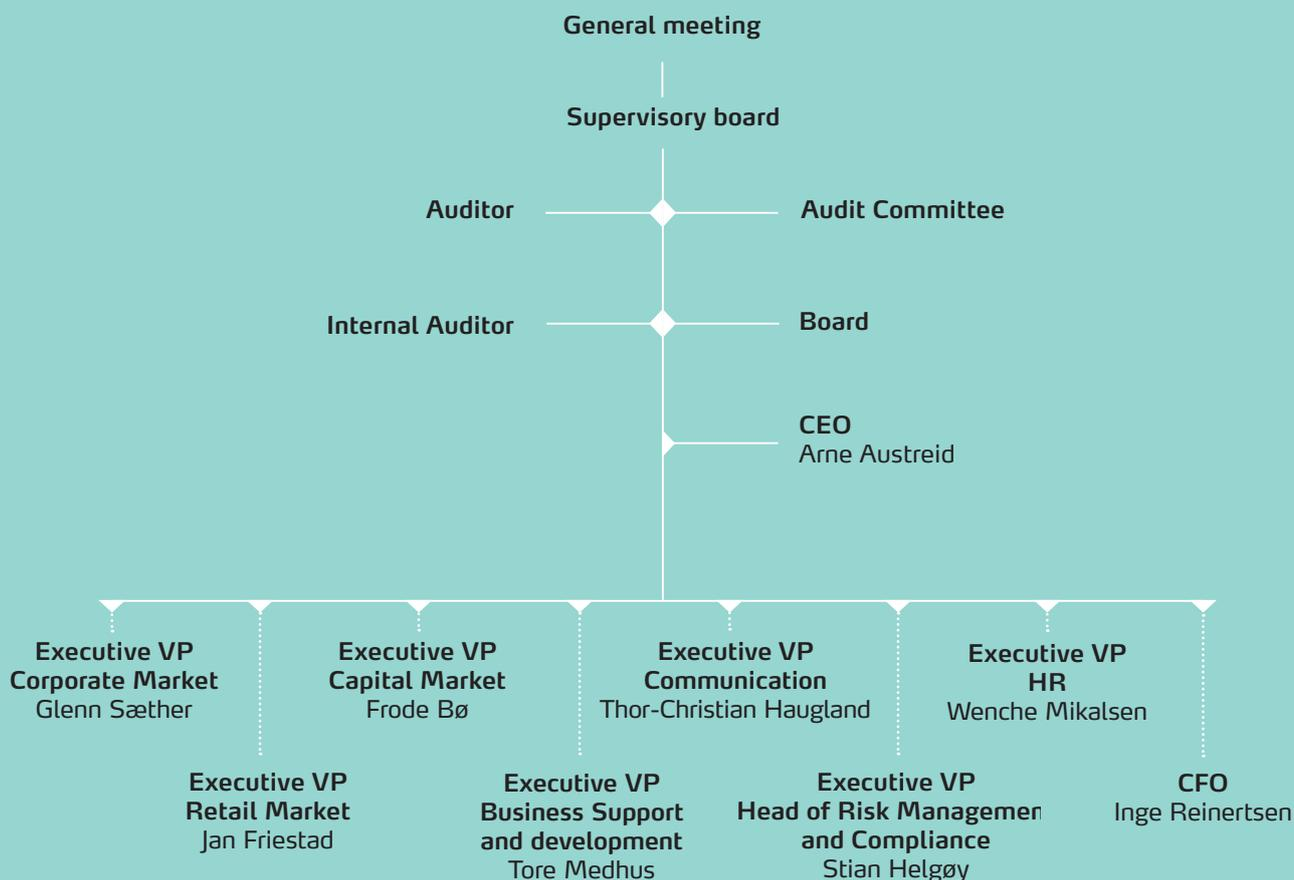 General meeting
Supervisory board
Auditor
Audit Committee
Internal Auditor
Board
CEO
Arne Austreid
Executive VP
Corporate Market
Glenn Sæther
Executive VP
Capital Market
Frode Bø
Executive VP
Communication
Thor-Christian Haugland
Executive VP
HR
Wenche Mikalsen
Executive VP
Retail Market
Jan Friestad
Executive VP
Business Support
and development
Tore Medhus
Executive VP
Head of Risk Managemen
and Compliance
Stian Helgøy
CFO
Inge Reinertsen